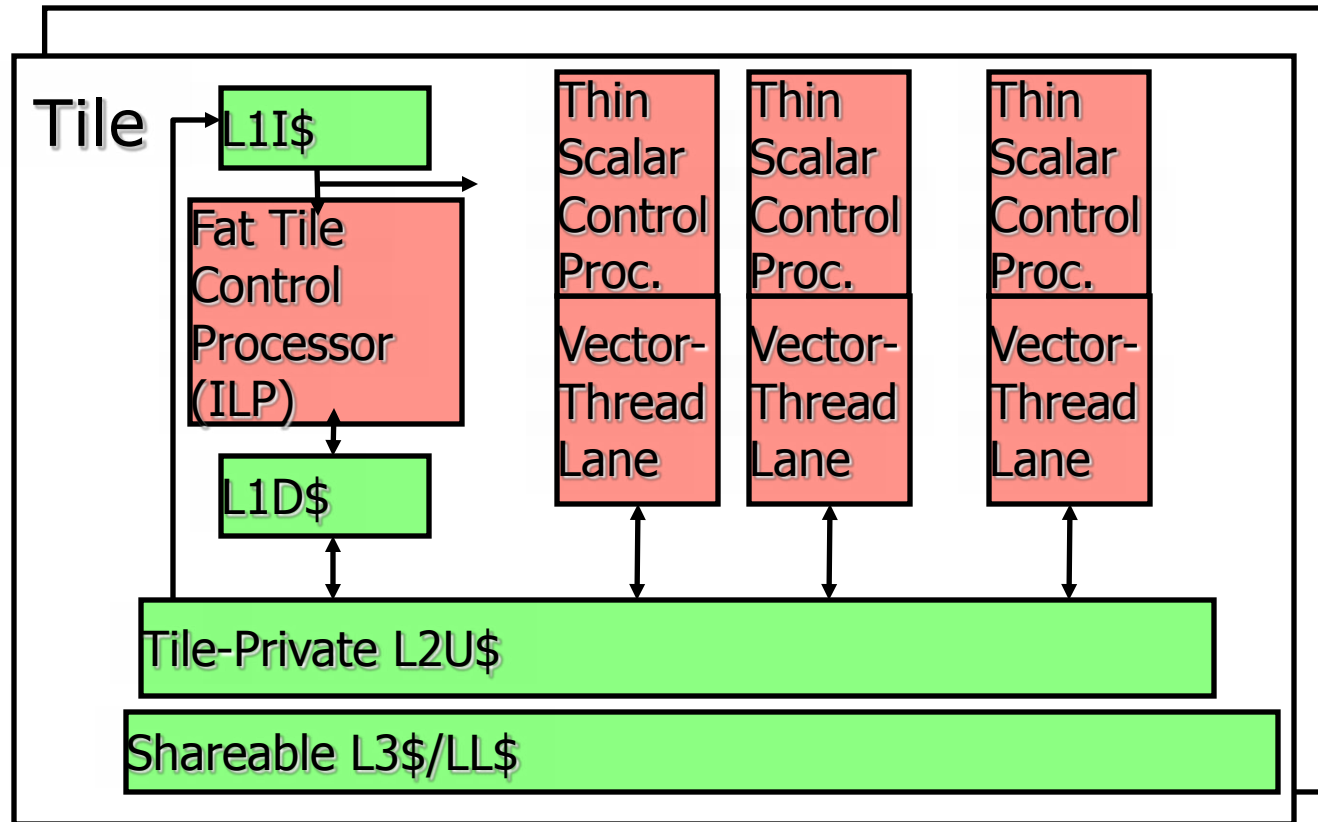 Tile
L1I$
Fat Tile
Control
Processor
(ILP)
L1D$
Thin
Scalar
Control
Proc.
Vector-
Thread
Lane
Thin
Scalar
Control
Proc.
Vector-
Thread
Lane
Thin
Scalar
Control
Proc.
Vector-
Thread
Lane
Tile-Private L2U$
Shareable L3$/LL$